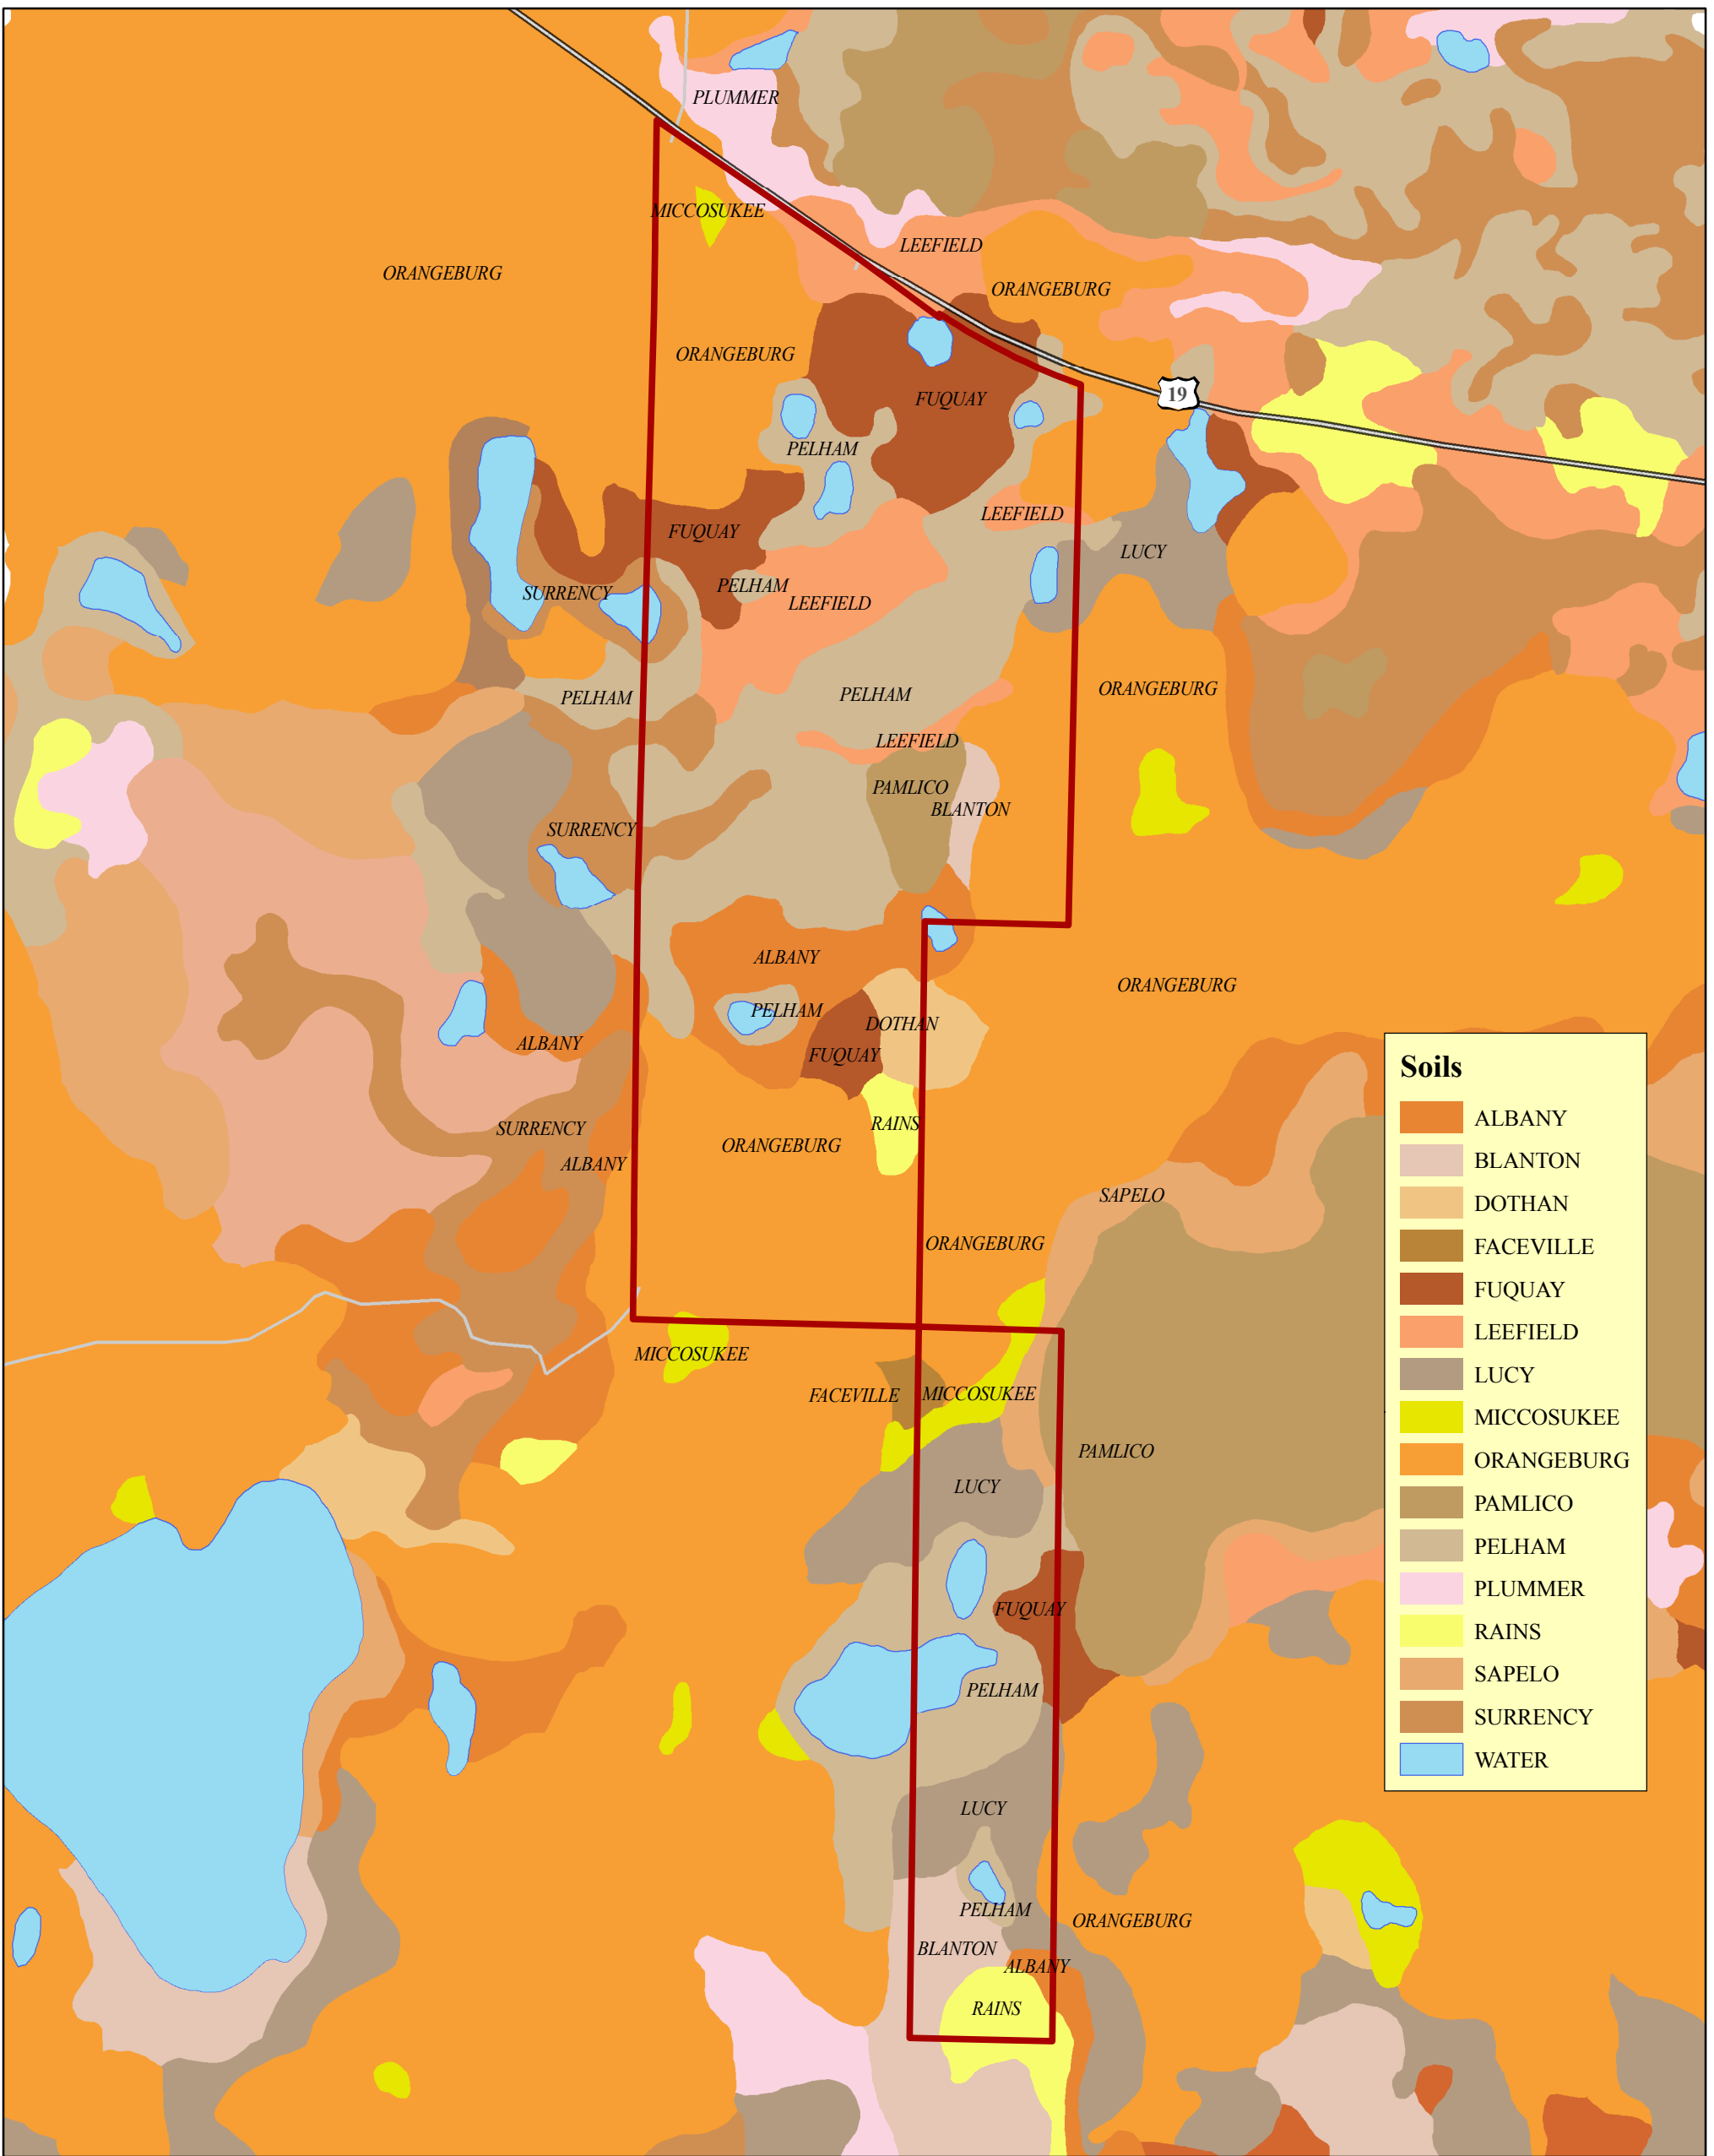 PLUMMER
MICCOSUKEE
LEEFIELD
ORANGEBURG
ORANGEBURG
ORANGEBURG
19
FUQUAY
PELHAM
LEEFIELD
FUQUAY
LUCY
PELHAM
SURRENCY
LEEFIELD
ORANGEBURG
PELHAM
PELHAM
LEEFIELD
PAMLICO
BLANTON
SURRENCY
ALBANY
ORANGEBURG
PELHAM
DOTHAN
ALBANY
FUQUAY
RAINS
SURRENCY
ORANGEBURG
ALBANY
SAPELO
ORANGEBURG
MICCOSUKEE
FACEVILLE
MICCOSUKEE
PAMLICO
LUCY
FUQUAY
PELHAM
LUCY
PELHAM
ORANGEBURG
BLANTON
ALBANY
RAINS
Soils
ALBANY
BLANTON
DOTHAN
FACEVILLE
FUQUAY
LEEFIELD
LUCY
MICCOSUKEE
ORANGEBURG
PAMLICO
PELHAM
PLUMMER
RAINS
SAPELO
SURRENCY
WATER